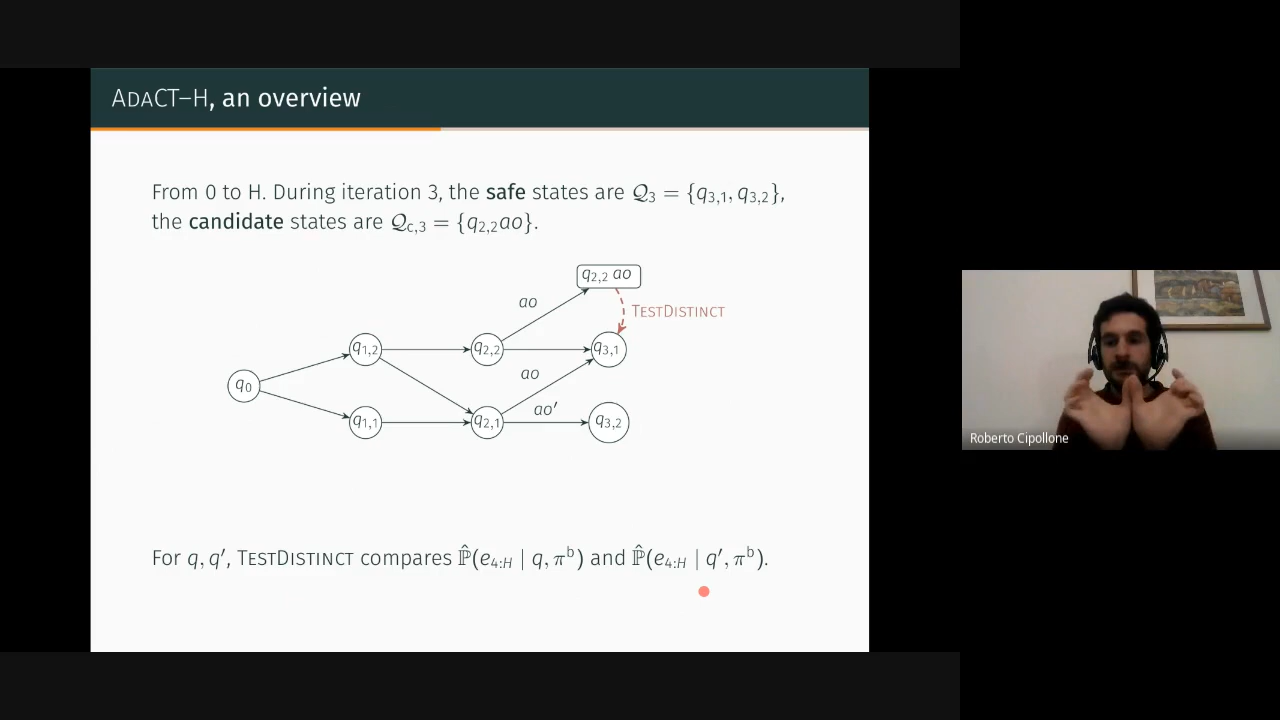 ADACT–H, an overview
From 0 to H. During iteration 3, the safe states are 𝒬₃ = {q₃,₁, q₃,₂},
the candidate states are 𝒬c,₃ = {q₂,₂ao}.
q₂,₂ ao
ao
TESTDISTINCT
q₁,₂
q₂,₂
q₃,₁
ao
q₀
ao′
q₁,₁
q₂,₁
q₃,₂
Roberto Cipollone
For q, q′, TESTDISTINCT compares ℙ̂(e₄:H | q, πᵇ) and ℙ̂(e₄:H | q′, πᵇ).